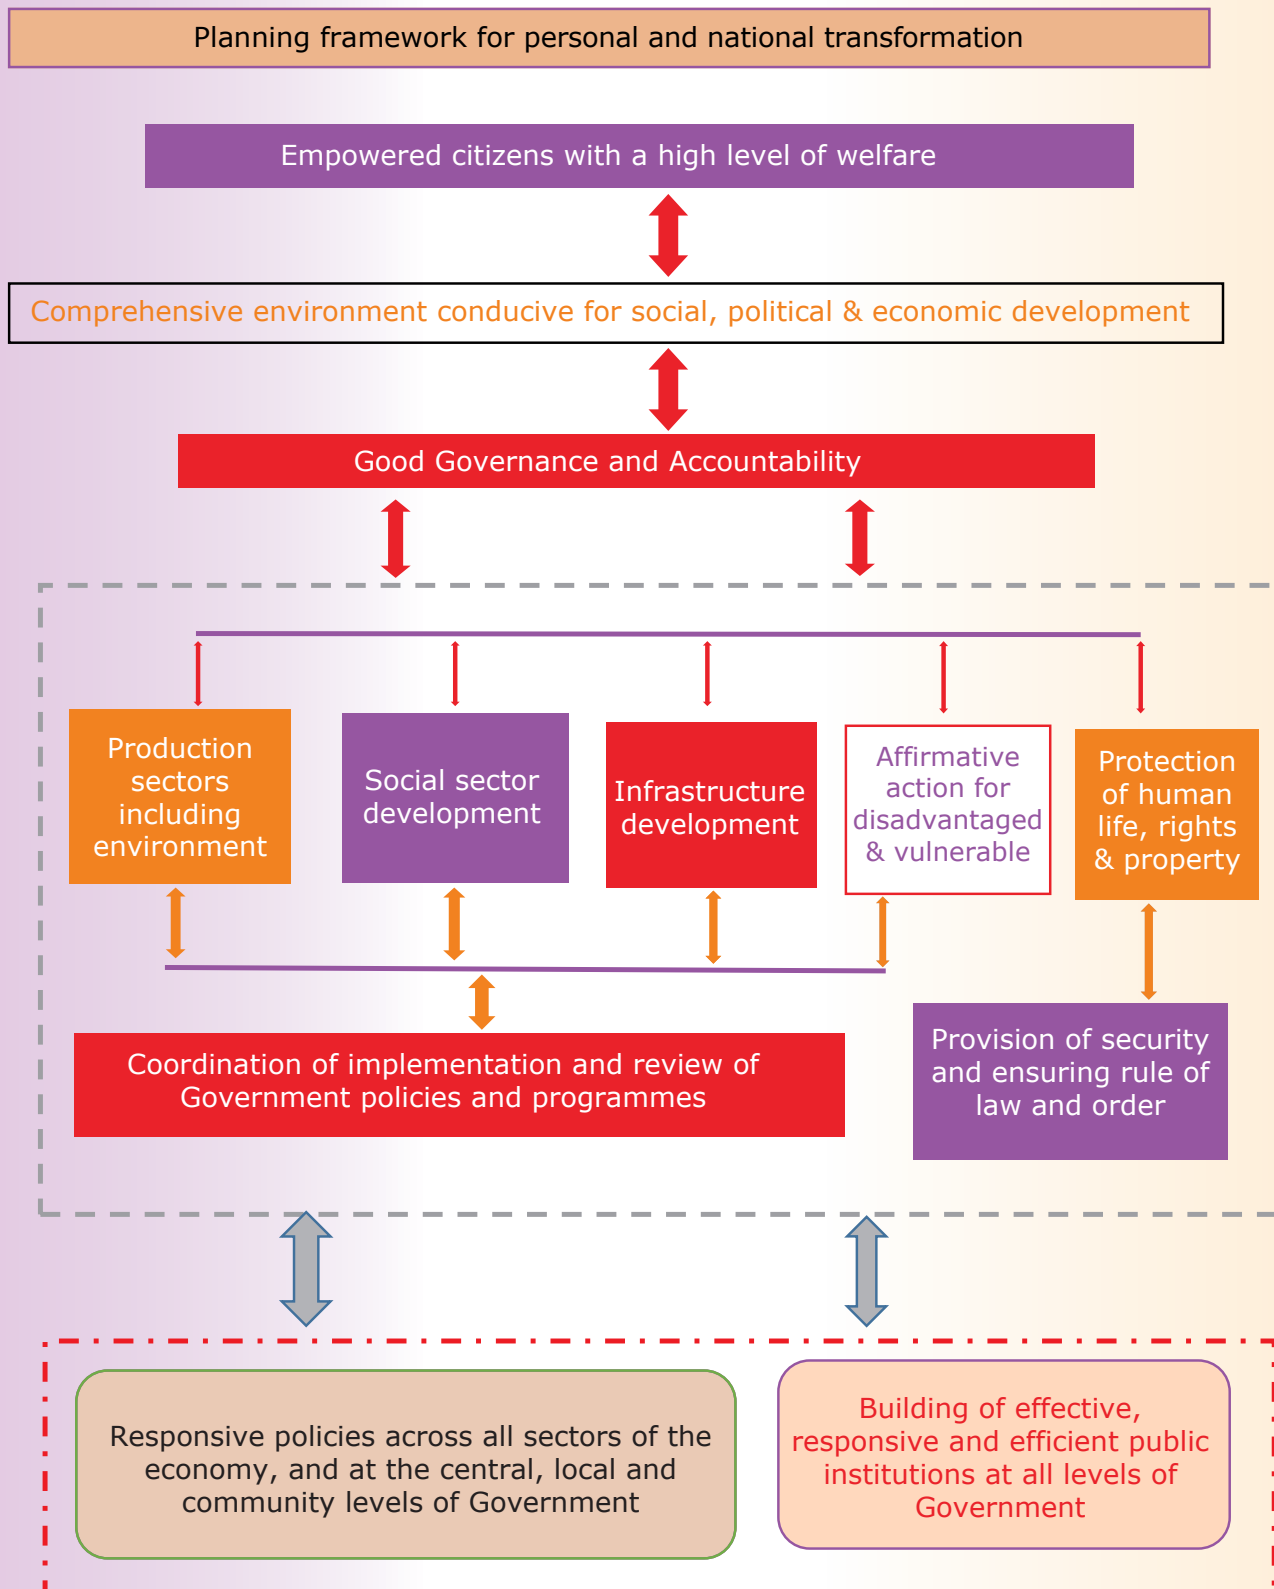 Planning framework for personal and national transformation
Empowered citizens with a high level of welfare
Comprehensive environment conducive for social, political & economic development
Good Governance and Accountability
Production
sectors
including
environment
Social sector
development
Infrastructure
development
Affirmative
action for
disadvantaged
& vulnerable
Protection
of human
life, rights
& property
Coordination of implementation and review of
Government policies and programmes
Provision of security
and ensuring rule of
law and order
Responsive policies across all sectors of the
economy, and at the central, local and
community levels of Government
Building of effective,
responsive and efficient public
institutions at all levels of
Government